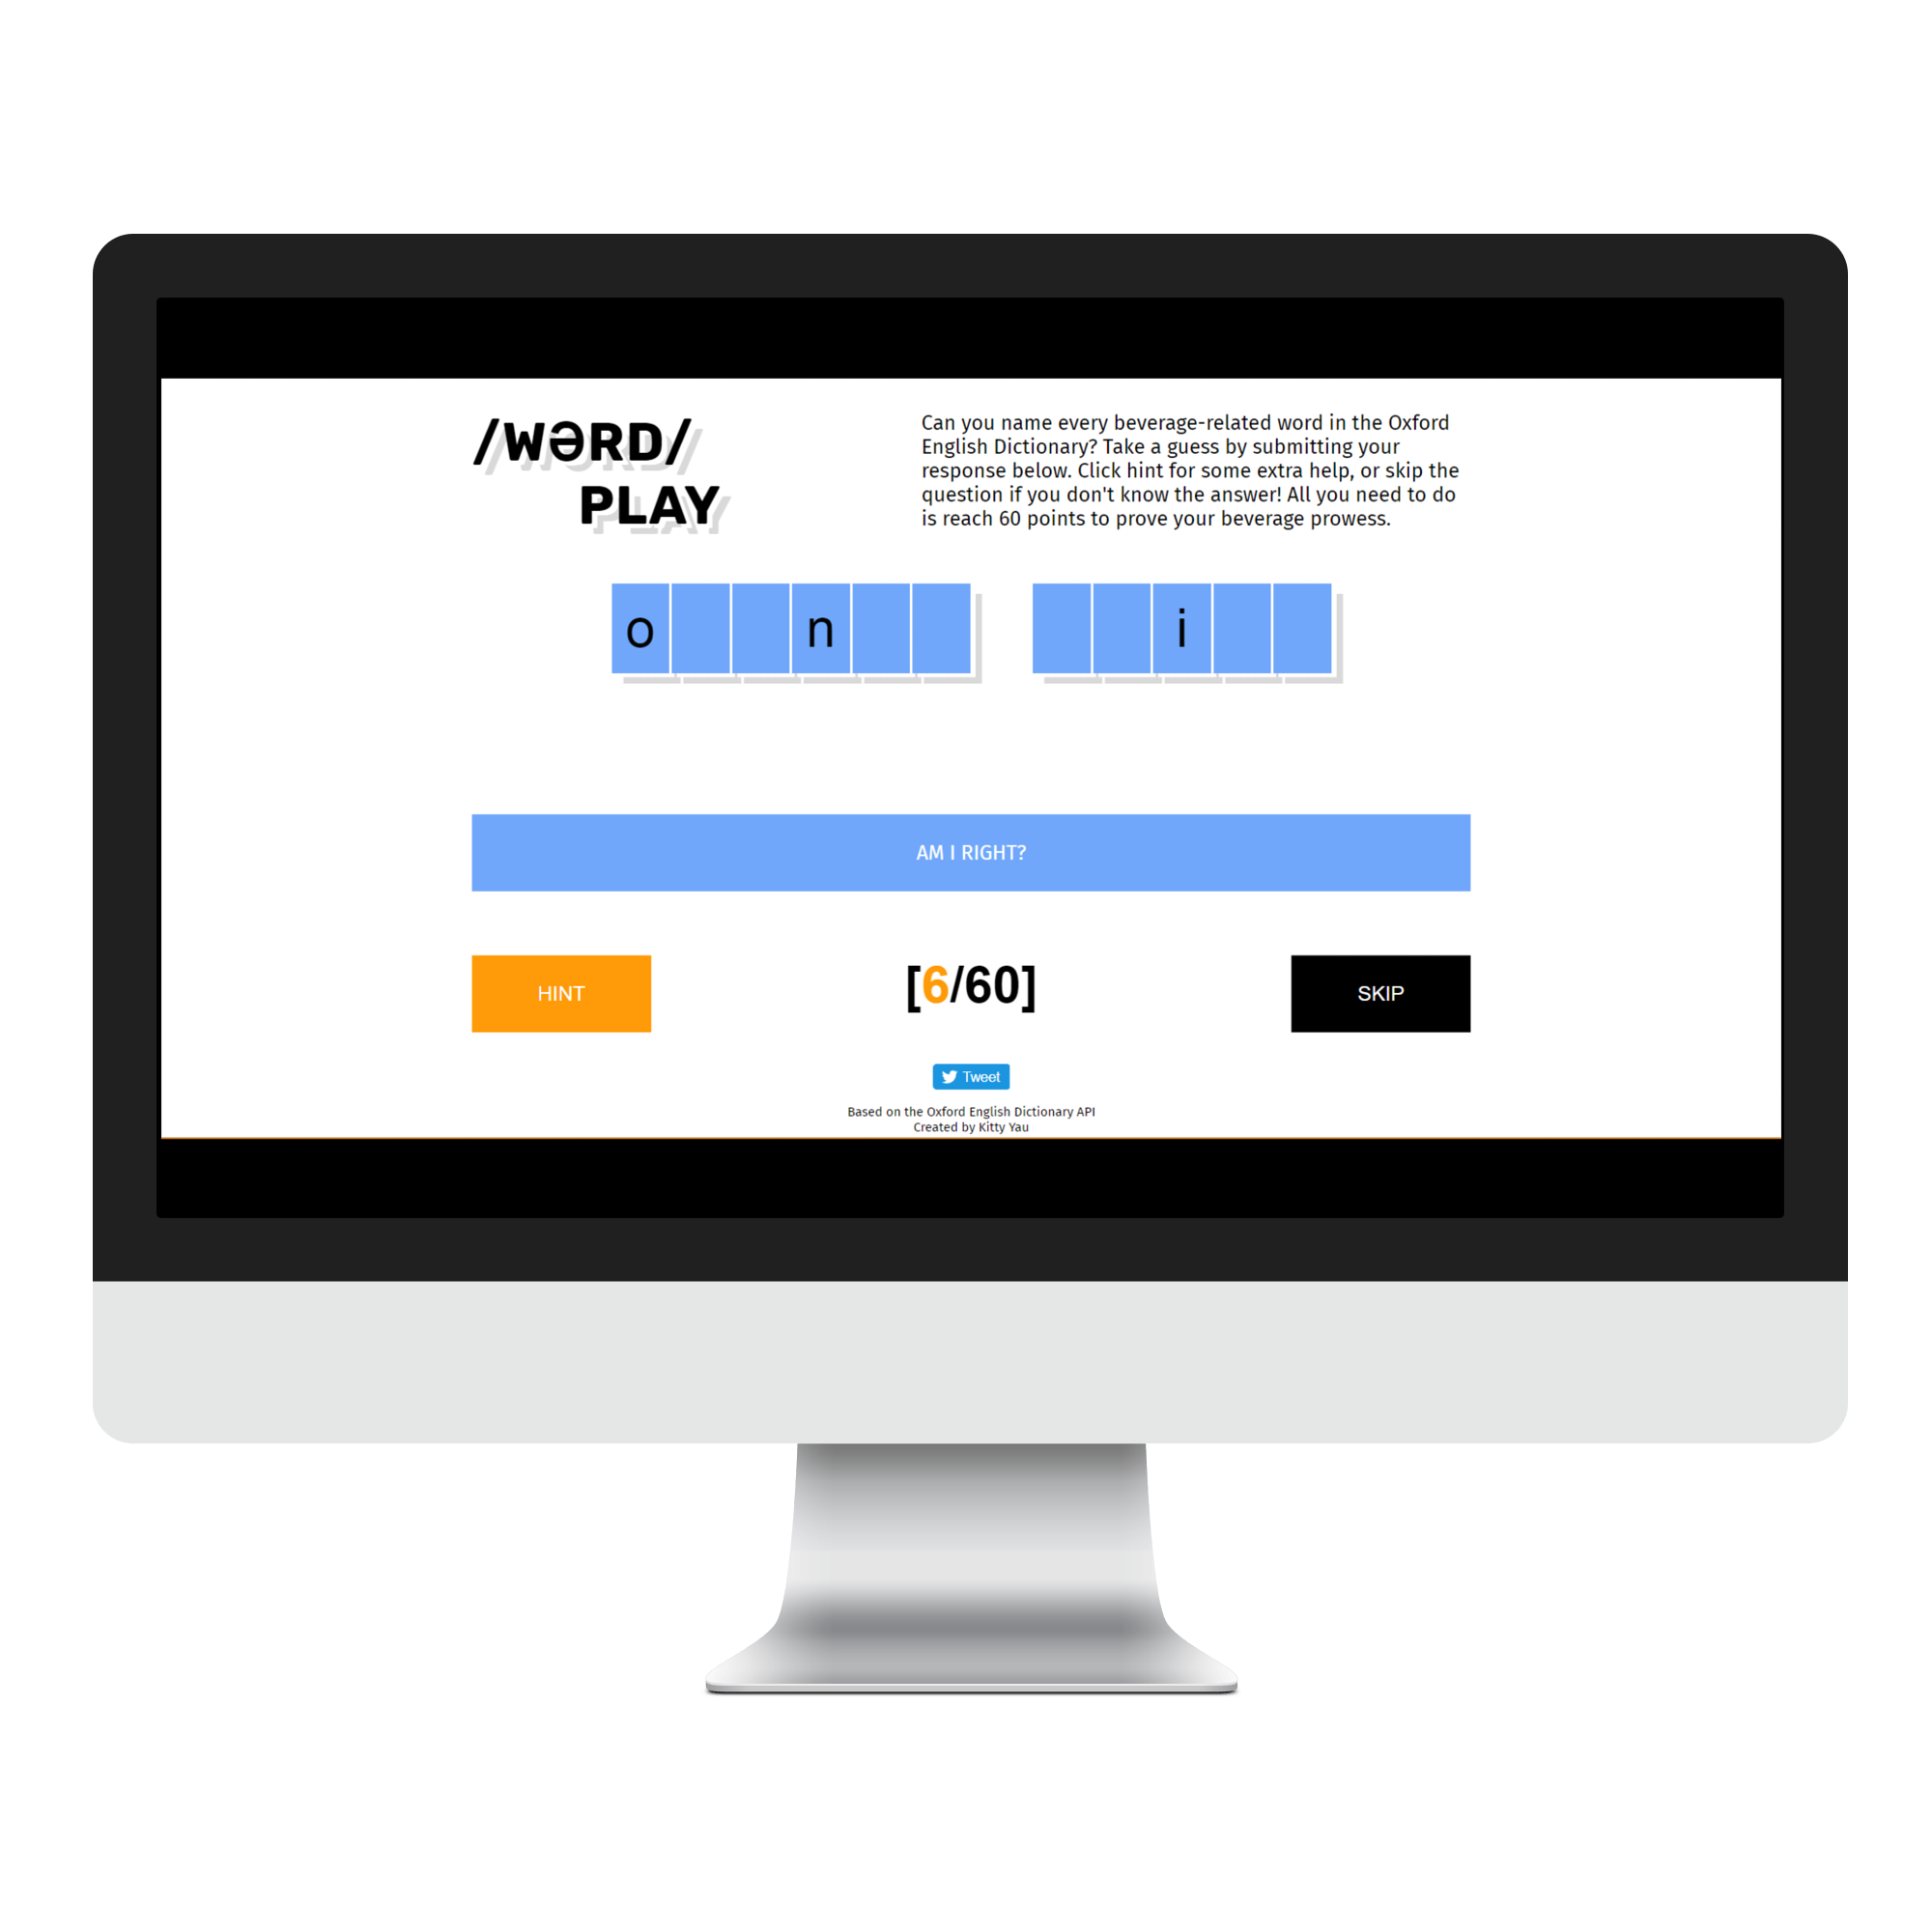 /WƏRD/
PLAY
Can you name every beverage-related word in the Oxford
English Dictionary? Take a guess by submitting your
response below. Click hint for some extra help, or skip the
question if you don't know the answer! All you need to do
is reach 60 points to prove your beverage prowess.
o n i
AM I RIGHT?
HINT
[6/60]
SKIP
Tweet
Based on the Oxford English Dictionary API
Created by Kitty Yau